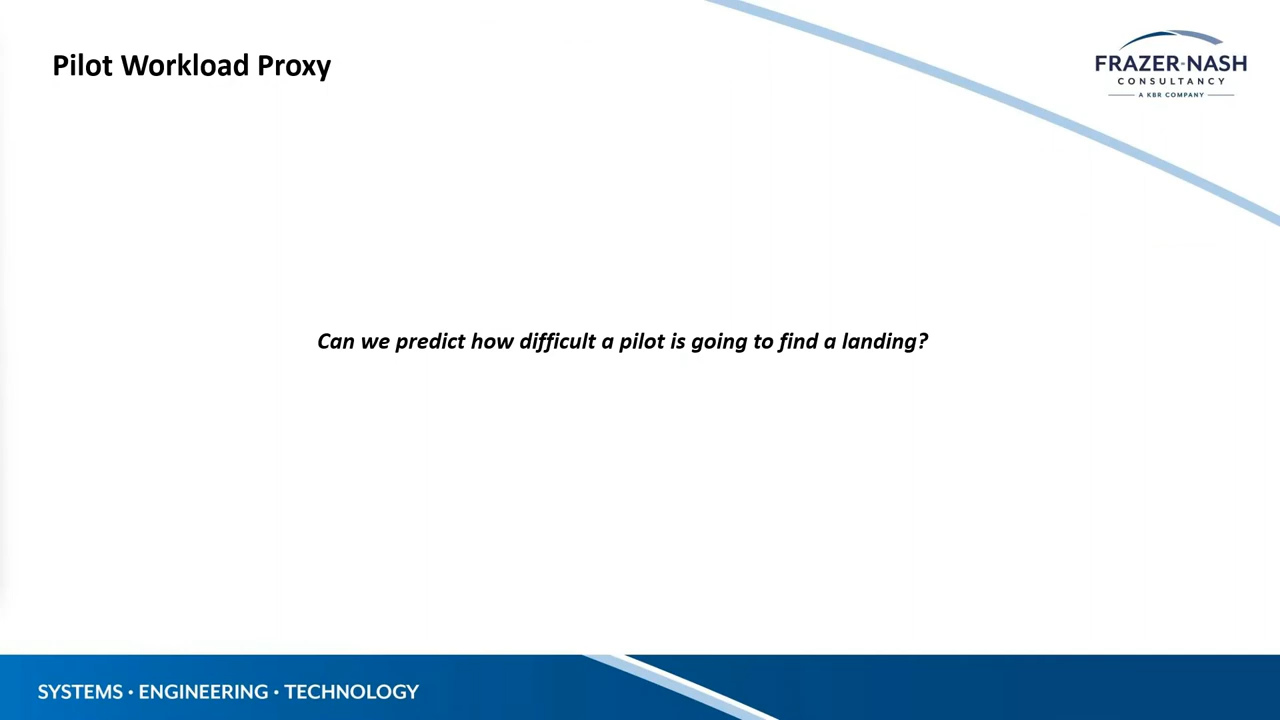 Pilot Workload Proxy
FRAZER-NASH
CONSULTANCY
A KBR COMPANY
Can we predict how difficult a pilot is going to find a landing?
SYSTEMS · ENGINEERING · TECHNOLOGY